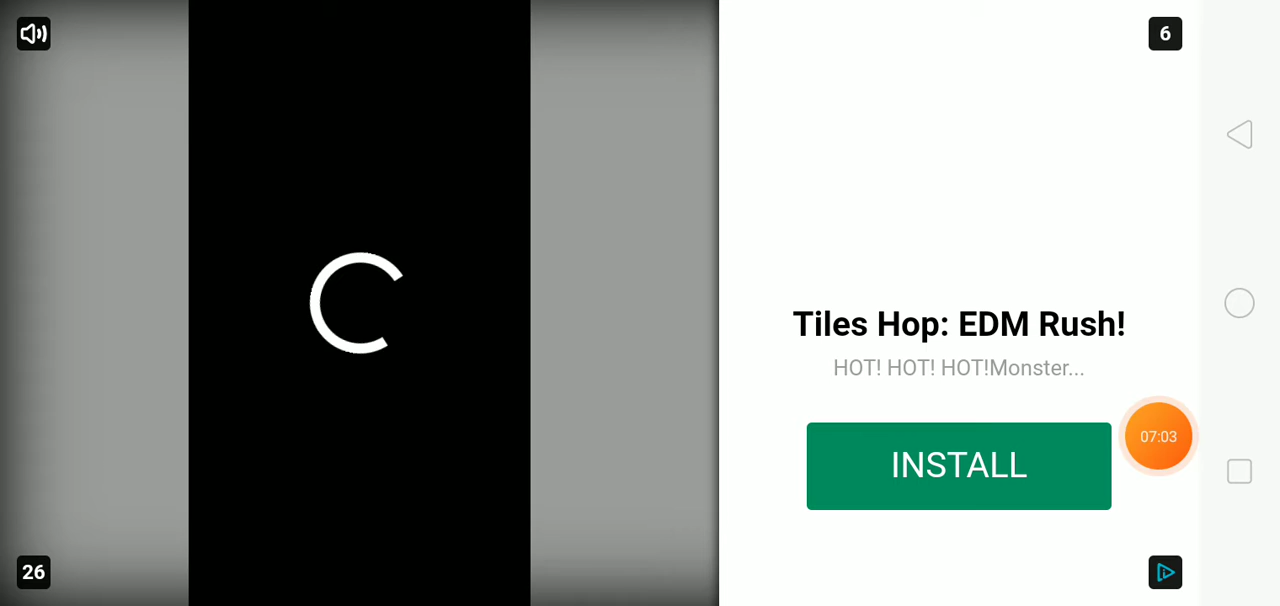 6
Tiles Hop: EDM Rush!
HOT! HOT! HOT!Monster...
07:03
INSTALL
26